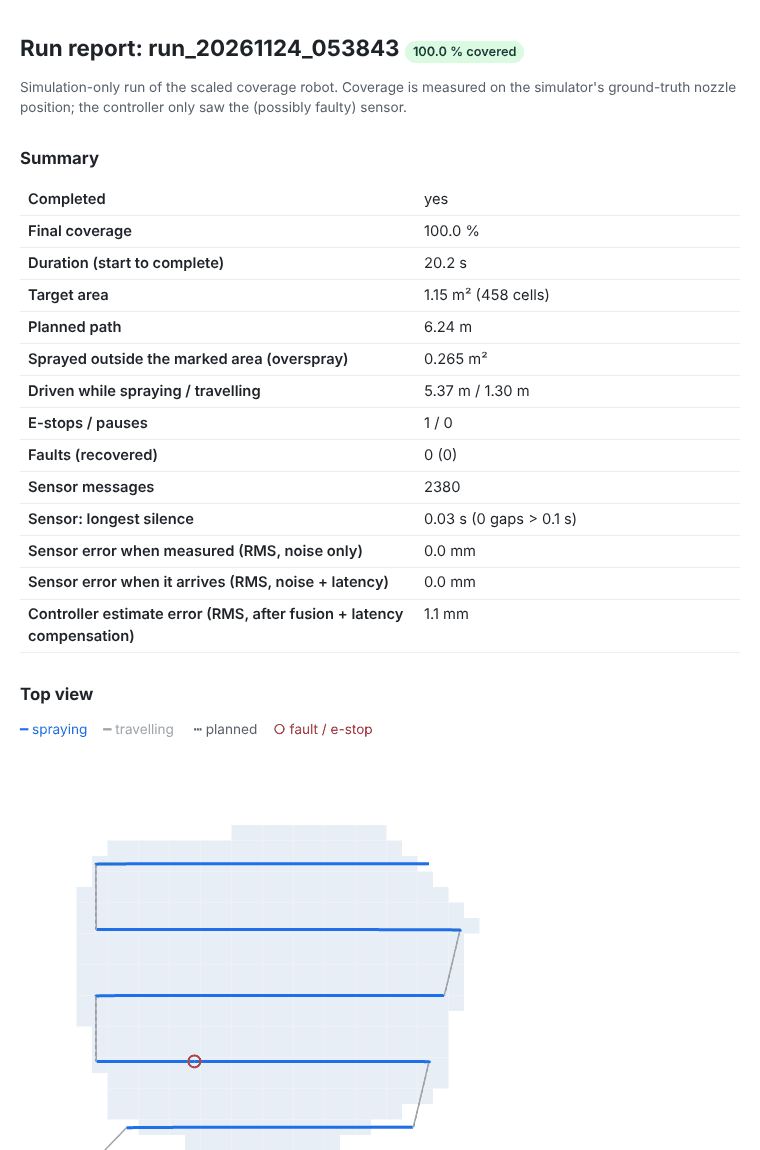 Run report: run_20261124_053843 100.0 % covered
Simulation-only run of the scaled coverage robot. Coverage is measured on the simulator's ground-truth nozzle
position; the controller only saw the (possibly faulty) sensor.
Summary
Completed yes
Final coverage 100.0 %
Duration (start to complete) 20.2 s
Target area 1.15 m² (458 cells)
Planned path 6.24 m
Sprayed outside the marked area (overspray) 0.265 m²
Driven while spraying / travelling 5.37 m / 1.30 m
E-stops / pauses 1 / 0
Faults (recovered) 0 (0)
Sensor messages 2380
Sensor: longest silence 0.03 s (0 gaps > 0.1 s)
Sensor error when measured (RMS, noise only) 0.0 mm
Sensor error when it arrives (RMS, noise + latency) 0.0 mm
Controller estimate error (RMS, after fusion + latency 1.1 mm
compensation)
Top view
spraying travelling planned fault / e-stop